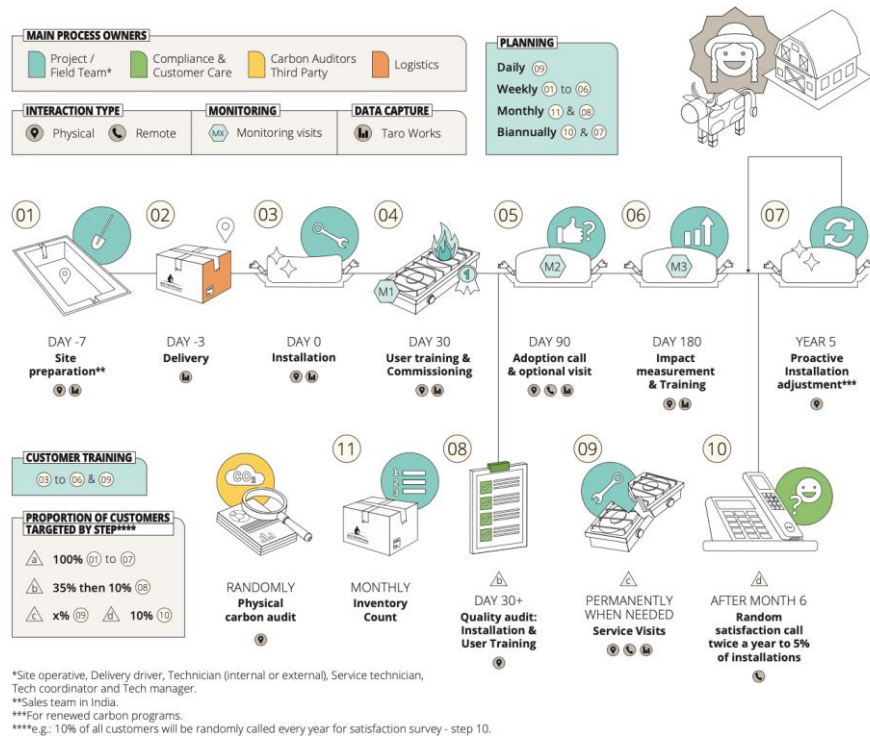 MAIN PROCESS OWNERS
Project /
Field Team*
Compliance &
Customer Care
Carbon Auditors
Third Party
Logistics
INTERACTION TYPE
Physical
Remote
MONITORING
MX
Monitoring visits
DATA CAPTURE
Taro Works
PLANNING
Daily 09
Weekly 01 to 06
Monthly 11 & 08
Biannually 10 & 07
01
DAY -7
Site
preparation**
02
DAY -3
Delivery
03
DAY 0
Installation
04
M1
1
DAY 30
User training &
Commissioning
05
?
M2
DAY 90
Adoption call
& optional visit
06
M3
DAY 180
Impact
measurement
& Training
07
YEAR 5
Proactive
Installation
adjustment***
CUSTOMER TRAINING
03 to 06 & 09
PROPORTION OF CUSTOMERS
TARGETED BY STEP****
a 100% 01 to 07
b 35% then 10% 08
c x% 09 d 10% 10
CO2
RANDOMLY
Physical
carbon audit
11
1
2
3
MONTHLY
Inventory
Count
08
b
DAY 30+
Quality audit:
Installation &
User Training
09
c
PERMANENTLY
WHEN NEEDED
Service Visits
10
?
d
AFTER MONTH 6
Random
satisfaction call
twice a year to 5%
of installations
*Site operative, Delivery driver, Technician (internal or external), Service technician,
Tech coordinator and Tech manager.
**Sales team in India.
***For renewed carbon programs.
****e.g.: 10% of all customers will be randomly called every year for satisfaction survey - step 10.